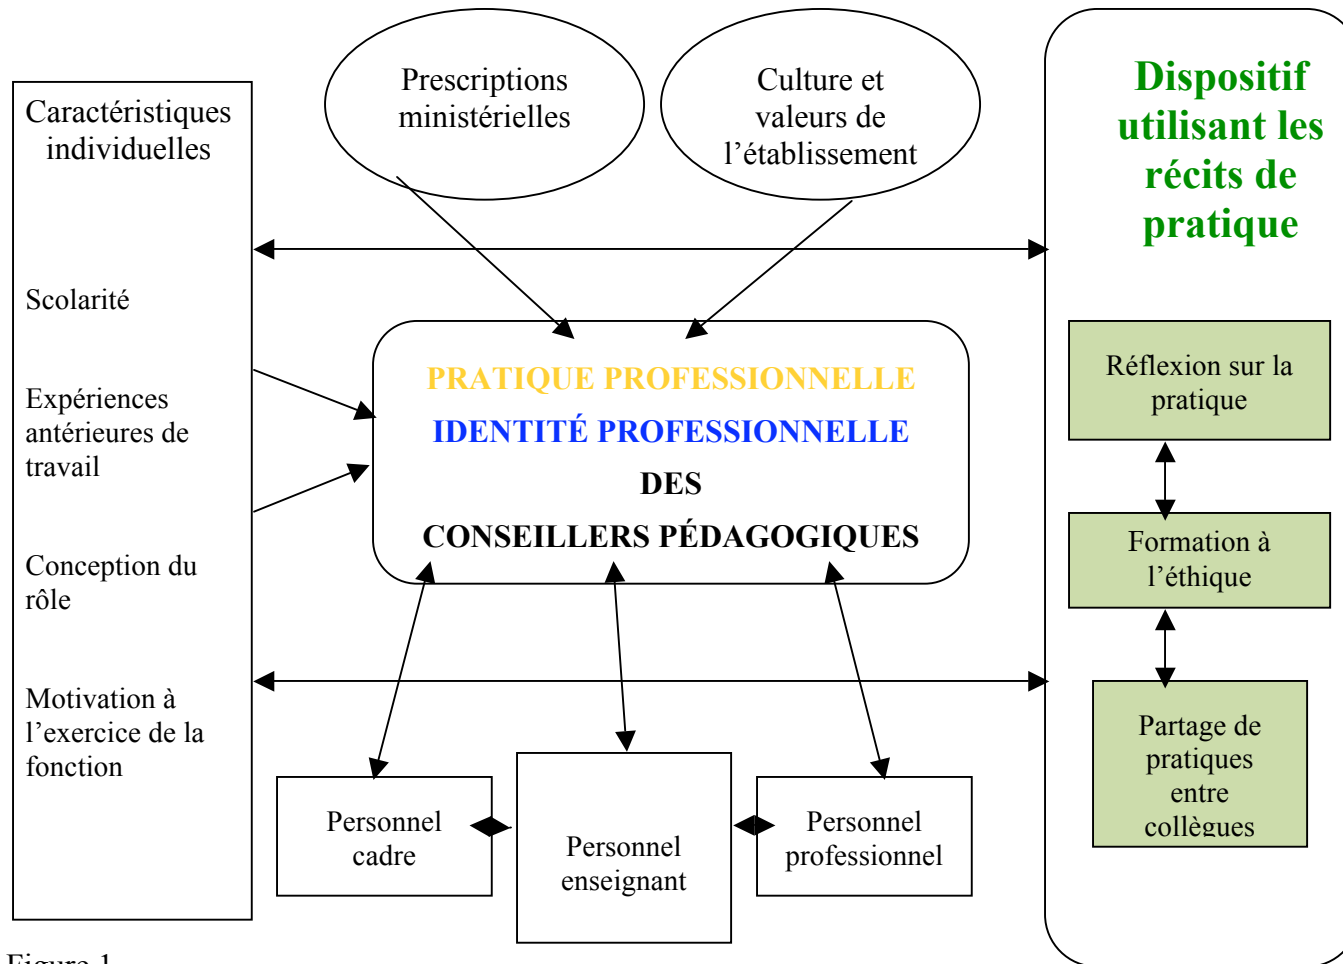 Caractéristiques
individuelles
Scolarité
Expériences
antérieures de
travail
Conception du
rôle
Motivation à
l’exercice de la
fonction
Prescriptions
ministérielles
Culture et
valeurs de
l’établissement
PRATIQUE PROFESSIONNELLE
IDENTITÉ PROFESSIONNELLE
DES
CONSEILLERS PÉDAGOGIQUES
Personnel
cadre
Personnel
enseignant
Personnel
professionnel
Dispositif
utilisant les
récits de
pratique
Réflexion sur la
pratique
Formation à
l’éthique
Partage de
pratiques
entre
collègues
Figure 1